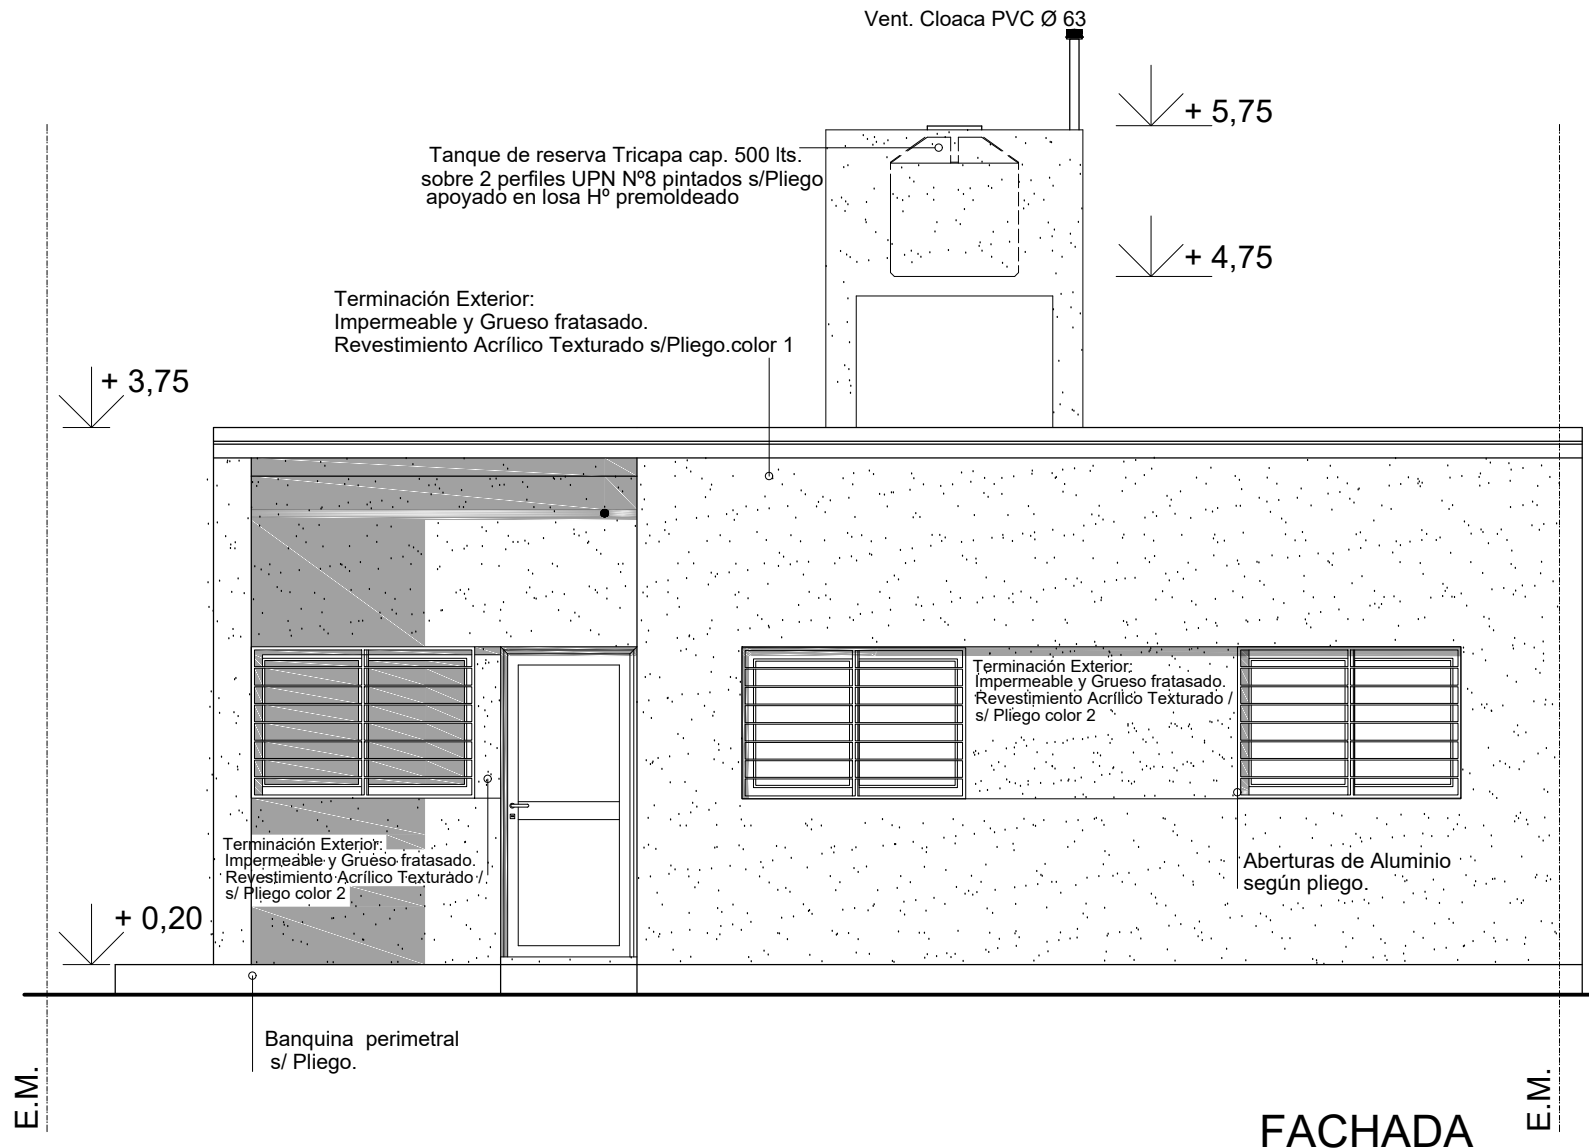 Vent. Cloaca PVC Ø 63
+ 5,75
Tanque de reserva Tricapa cap. 500 lts.
sobre 2 perfiles UPN Nº8 pintados s/Pliego
apoyado en losa Hº premoldeado
+ 4,75
Terminación Exterior:
Impermeable y Grueso fratasado.
Revestimiento Acrílico Texturado s/Pliego.color 1
+ 3,75
Terminación Exterior:
Impermeable y Grueso fratasado.
Revestimiento Acrílico Texturado /
s/ Pliego color 2
Terminación Exterior:
Impermeable y Grueso fratasado.
Revestimiento Acrílico Texturado /
s/ Pliego color 2
Aberturas de Aluminio
según pliego.
+ 0,20
Banquina perimetral
s/ Pliego.
E.M.
E.M.
FACHADA